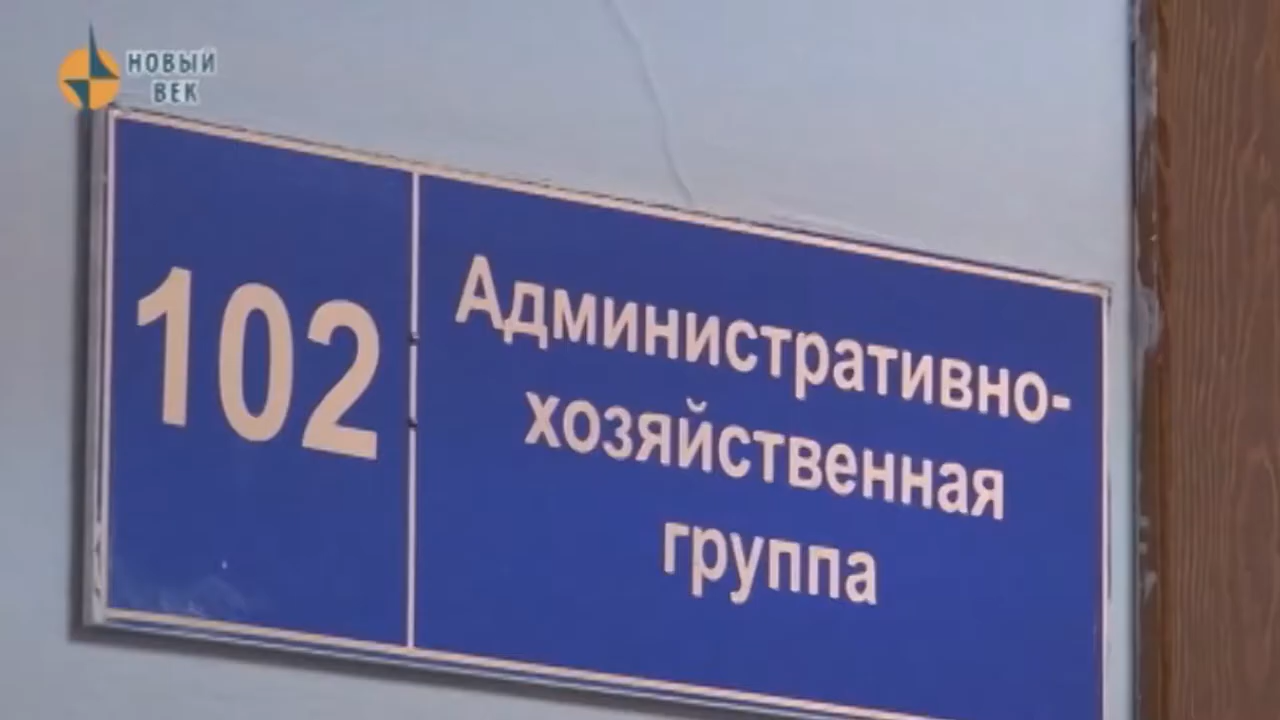 НОВЫЙ
ВЕК
102
Административно-
хозяйственная
группа